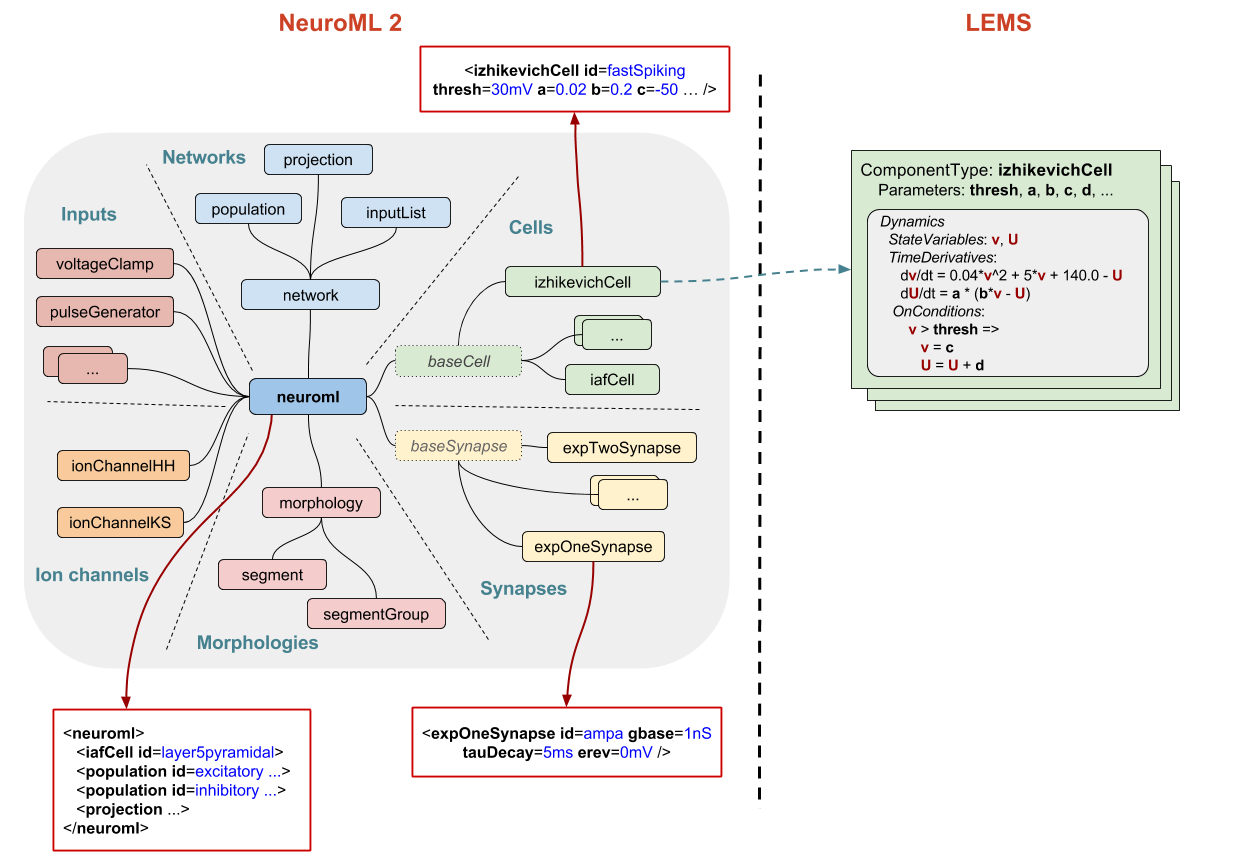 NeuroML 2
LEMS
<izhikevichCell id=fastSpiking
thresh=30mV a=0.02 b=0.2 c=-50 ... />
Networks
projection
population
inputList
network
Inputs
voltageClamp
pulseGenerator
...
Cells
izhikevichCell
...
baseCell
iafCell
neuroml
baseSynapse
expTwoSynapse
...
expOneSynapse
Synapses
ionChannelHH
ionChannelKS
Ion channels
morphology
segment
segmentGroup
Morphologies
<neuroml>
<iafCell id=layer5pyramidal>
<population id=excitatory ...>
<population id=inhibitory ...>
<projection ...>
</neuroml>
<expOneSynapse id=ampa gbase=1nS
tauDecay=5ms erev=0mV />
ComponentType: izhikevichCell
Parameters: thresh, a, b, c, d, ...
Dynamics
StateVariables: v, U
TimeDerivatives:
dv/dt = 0.04*v^2 + 5*v + 140.0 - U
dU/dt = a * (b*v - U)
OnConditions:
v > thresh =>
v = c
U = U + d